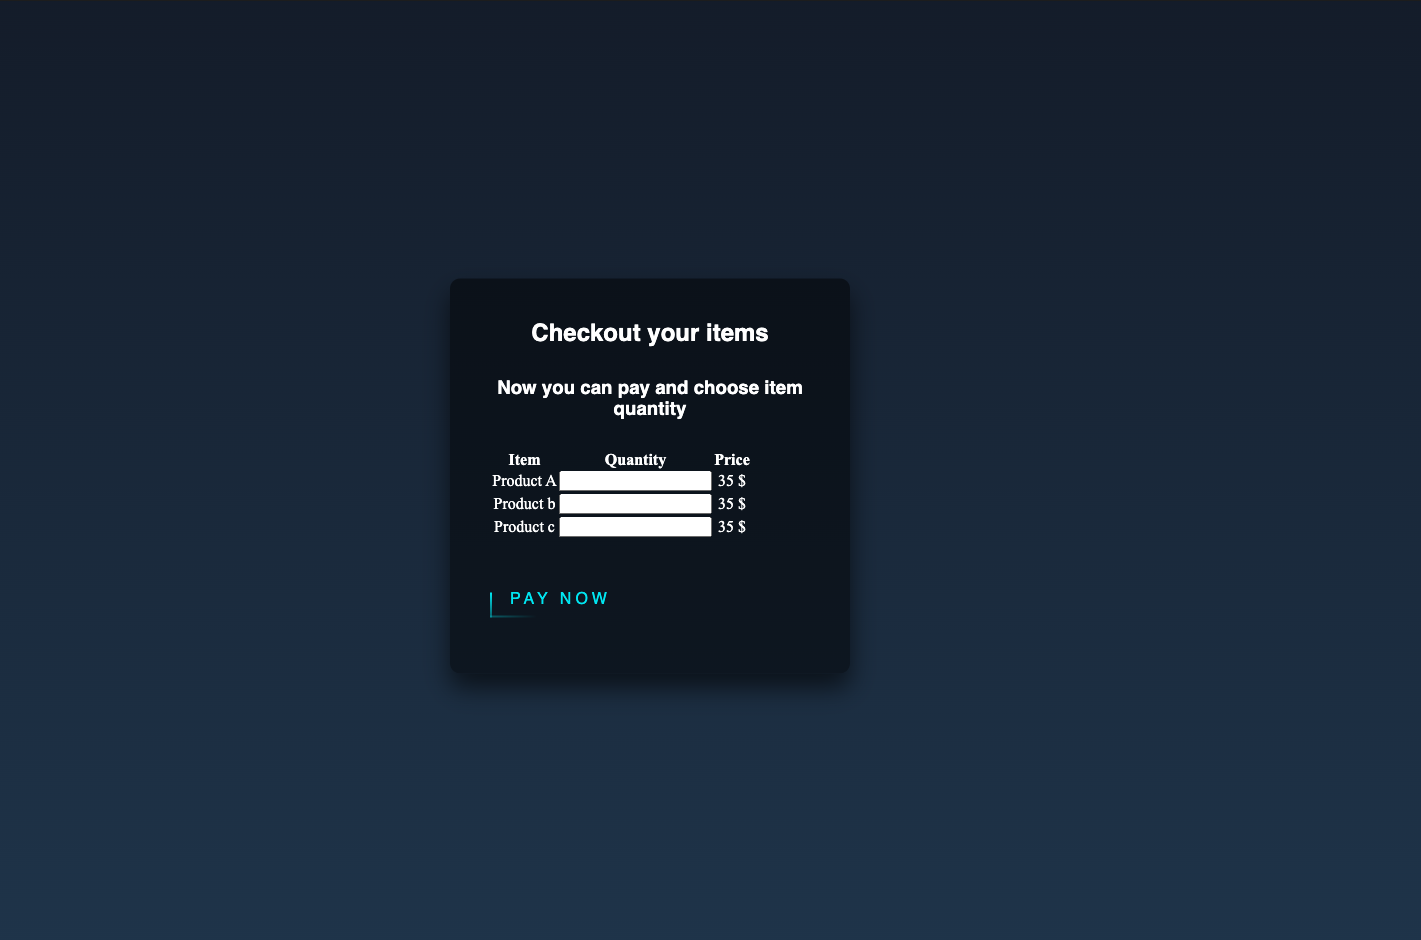 Checkout your items
Now you can pay and choose item
quantity
Item Quantity Price
Product A 35 $
Product b 35 $
Product c 35 $
PAY NOW